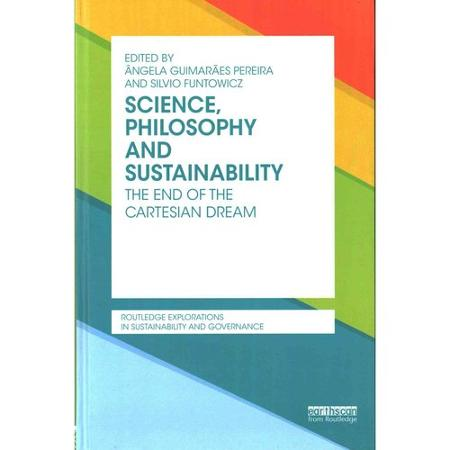 EDITED BY
ÂNGELA GUIMARÃES PEREIRA
AND SILVIO FUNTOWICZ
SCIENCE,
PHILOSOPHY
AND
SUSTAINABILITY
THE END OF THE
CARTESIAN DREAM
ROUTLEDGE EXPLORATIONS
IN SUSTAINABILITY AND GOVERNANCE
earthscan
from Routledge